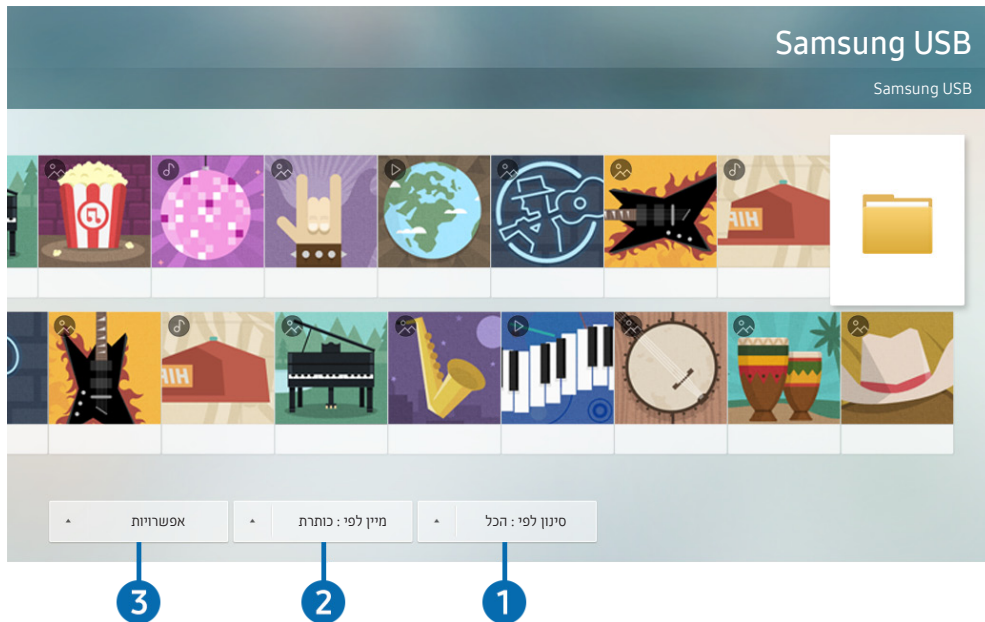 Samsung USB
Samsung USB
סינון לפי : הכל
מיין לפי : כותרת
אפשרויות
1
2
3